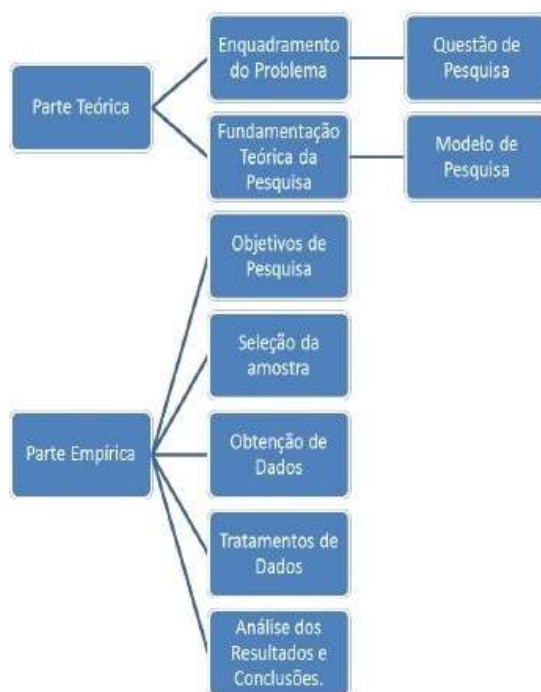 Parte Teórica
Enquadramento
do Problema
Questão de
Pesquisa
Fundamentação
Teórica da
Pesquisa
Modelo de
Pesquisa
Parte Empírica
Objetivos de
Pesquisa
Seleção da
amostra
Obtenção de
Dados
Tratamentos de
Dados
Análise dos
Resultados e
Conclusões.